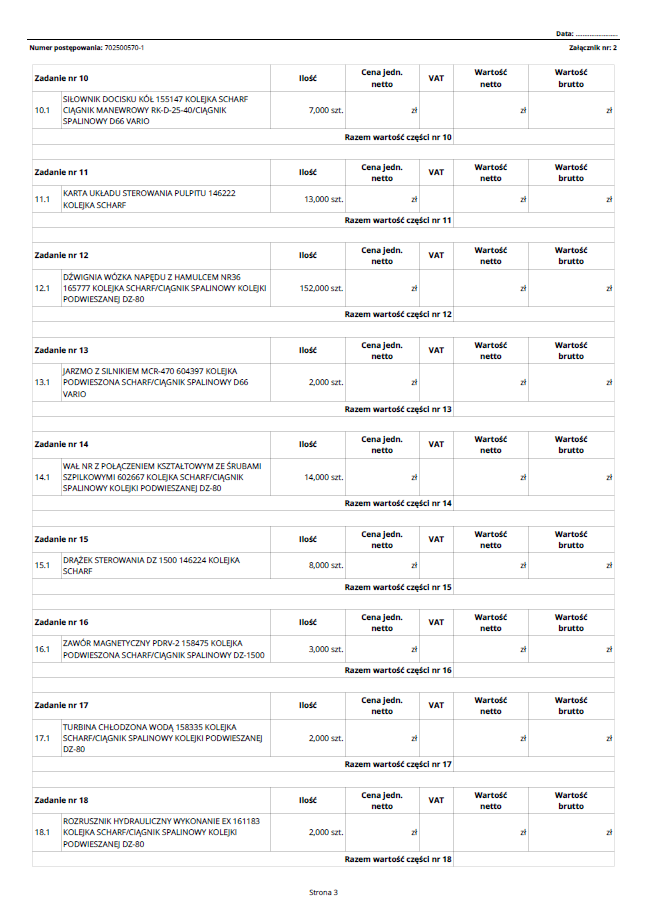 Data: ......................
Numer postępowania: 702500570-1 Załącznik nr: 2
Zadanie nr 10 Ilość Cena jedn. netto VAT Wartość netto Wartość brutto
10.1 SIŁOWNIK DOCISKU KÓŁ 155147 KOLEJKA SCHARF
CIĄGNIK MANEWROWY RK-D-25-40/CIĄGNIK 7,000 szt. zł zł zł
SPALINOWY D66 VARIO
Razem wartość części nr 10
Zadanie nr 11 Ilość Cena jedn. netto VAT Wartość netto Wartość brutto
11.1 KARTA UKŁADU STEROWANIA PULPITU 146222 13,000 szt. zł zł zł
KOLEJKA SCHARF
Razem wartość części nr 11
Zadanie nr 12 Ilość Cena jedn. netto VAT Wartość netto Wartość brutto
12.1 DŹWIGNIA WÓZKA NAPĘDU Z HAMULCEM NR36
165777 KOLEJKA SCHARF/CIĄGNIK SPALINOWY KOLEJKI 152,000 szt. zł zł zł
PODWIESZANEJ DZ-80
Razem wartość części nr 12
Zadanie nr 13 Ilość Cena jedn. netto VAT Wartość netto Wartość brutto
13.1 JARZMO Z SILNIKIEM MCR-470 604397 KOLEJKA
PODWIESZONA SCHARF/CIĄGNIK SPALINOWY D66 2,000 szt. zł zł zł
VARIO
Razem wartość części nr 13
Zadanie nr 14 Ilość Cena jedn. netto VAT Wartość netto Wartość brutto
14.1 WAŁ NR Z POŁĄCZENIEM KSZTAŁTOWYM ZE ŚRUBAMI
SZPILKOWYMI 602667 KOLEJKA SCHARF/CIĄGNIK 14,000 szt. zł zł zł
SPALINOWY KOLEJKI PODWIESZANEJ DZ-80
Razem wartość części nr 14
Zadanie nr 15 Ilość Cena jedn. netto VAT Wartość netto Wartość brutto
15.1 DRĄŻEK STEROWANIA DZ 1500 146224 KOLEJKA 8,000 szt. zł zł zł
SCHARF
Razem wartość części nr 15
Zadanie nr 16 Ilość Cena jedn. netto VAT Wartość netto Wartość brutto
16.1 ZAWÓR MAGNETYCZNY PDRV-2 158475 KOLEJKA 3,000 szt. zł zł zł
PODWIESZONA SCHARF/CIĄGNIK SPALINOWY DZ-1500
Razem wartość części nr 16
Zadanie nr 17 Ilość Cena jedn. netto VAT Wartość netto Wartość brutto
17.1 TURBINA CHŁODZONA WODĄ 158335 KOLEJKA
SCHARF/CIĄGNIK SPALINOWY KOLEJKI PODWIESZANEJ 2,000 szt. zł zł zł
DZ-80
Razem wartość części nr 17
Zadanie nr 18 Ilość Cena jedn. netto VAT Wartość netto Wartość brutto
18.1 ROZRUSZNIK HYDRAULICZNY WYKONANIE EX 161183
KOLEJKA SCHARF/CIĄGNIK SPALINOWY KOLEJKI 2,000 szt. zł zł zł
PODWIESZANEJ DZ-80
Razem wartość części nr 18
Strona 3